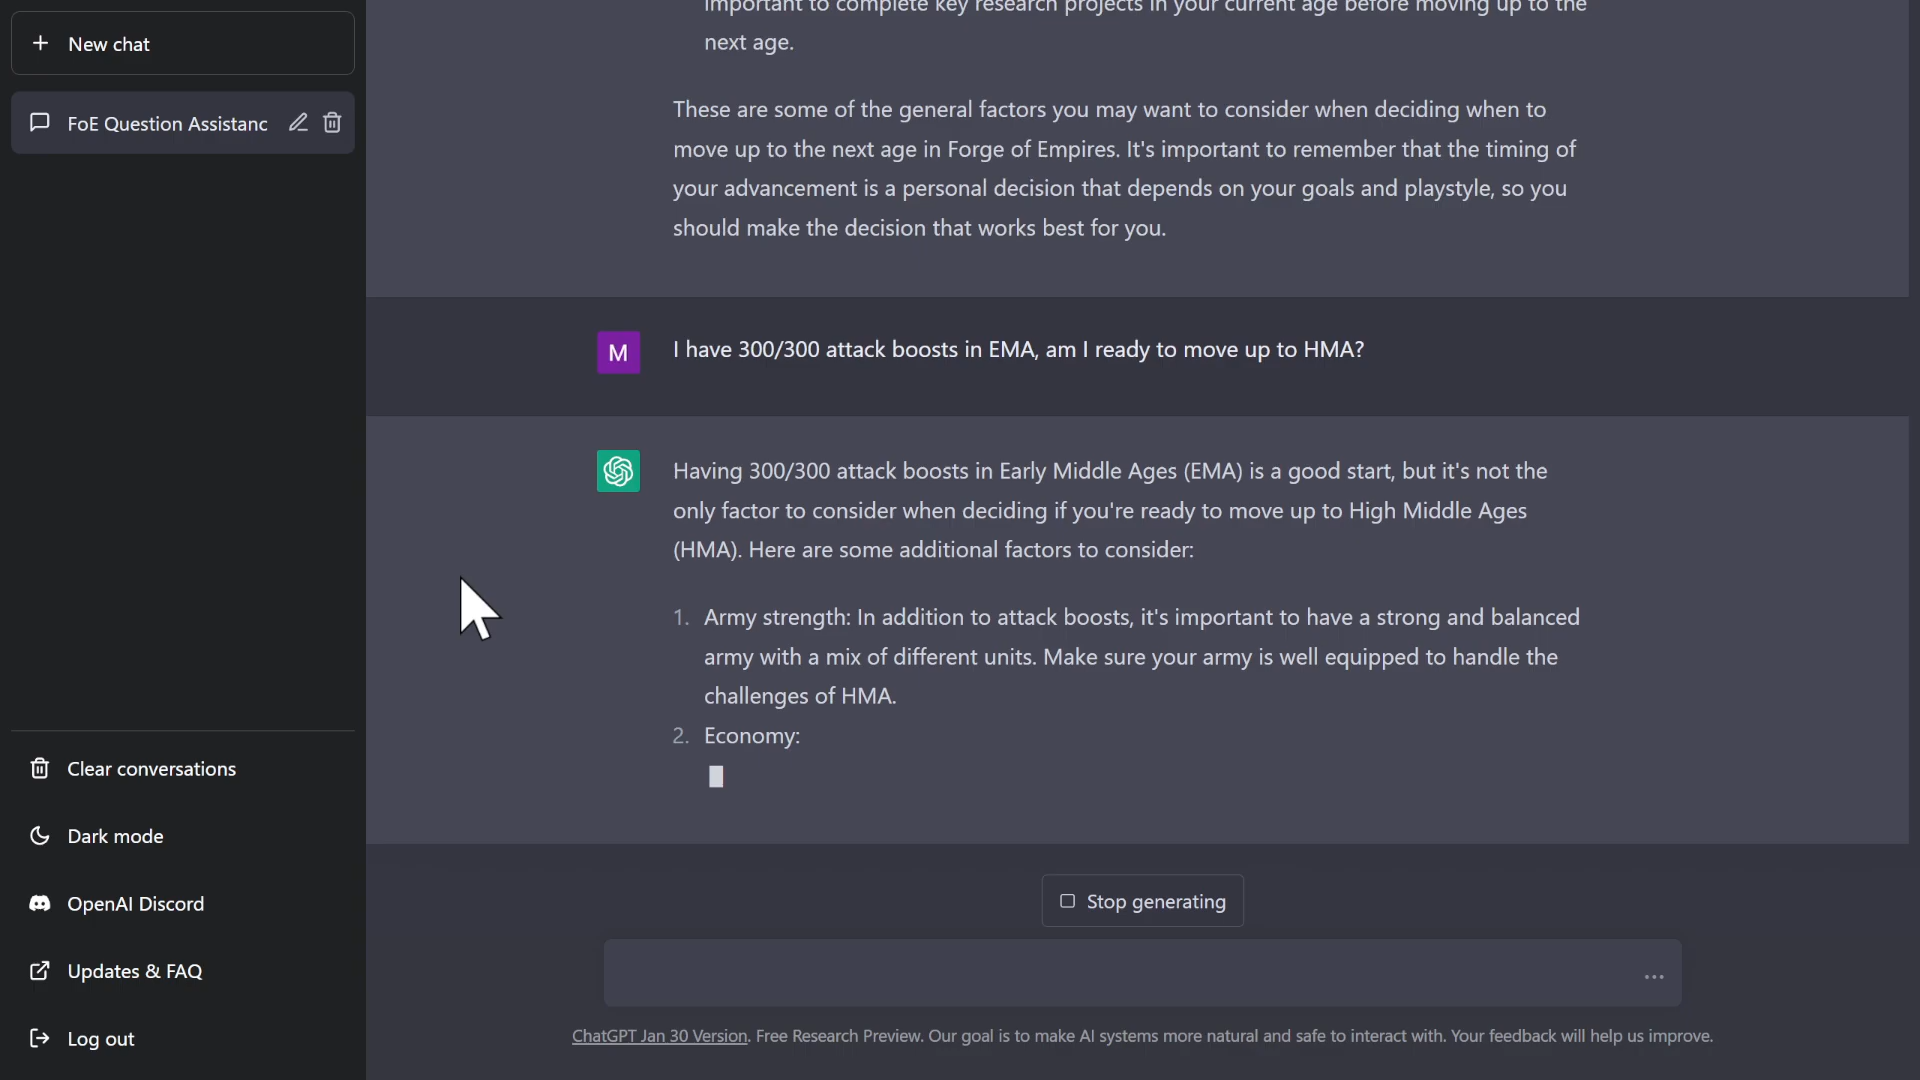 New chat
FoE Question Assistanc
Clear conversations
Dark mode
OpenAI Discord
Updates & FAQ
Log out
important to complete key research projects in your current age before moving up to the
next age.
These are some of the general factors you may want to consider when deciding when to
move up to the next age in Forge of Empires. It's important to remember that the timing of
your advancement is a personal decision that depends on your goals and playstyle, so you
should make the decision that works best for you.
M
I have 300/300 attack boosts in EMA, am I ready to move up to HMA?
Having 300/300 attack boosts in Early Middle Ages (EMA) is a good start, but it's not the
only factor to consider when deciding if you're ready to move up to High Middle Ages
(HMA). Here are some additional factors to consider:
1. Army strength: In addition to attack boosts, it's important to have a strong and balanced
army with a mix of different units. Make sure your army is well equipped to handle the
challenges of HMA.
2. Economy:
Stop generating
...
ChatGPT Jan 30 Version. Free Research Preview. Our goal is to make AI systems more natural and safe to interact with. Your feedback will help us improve.